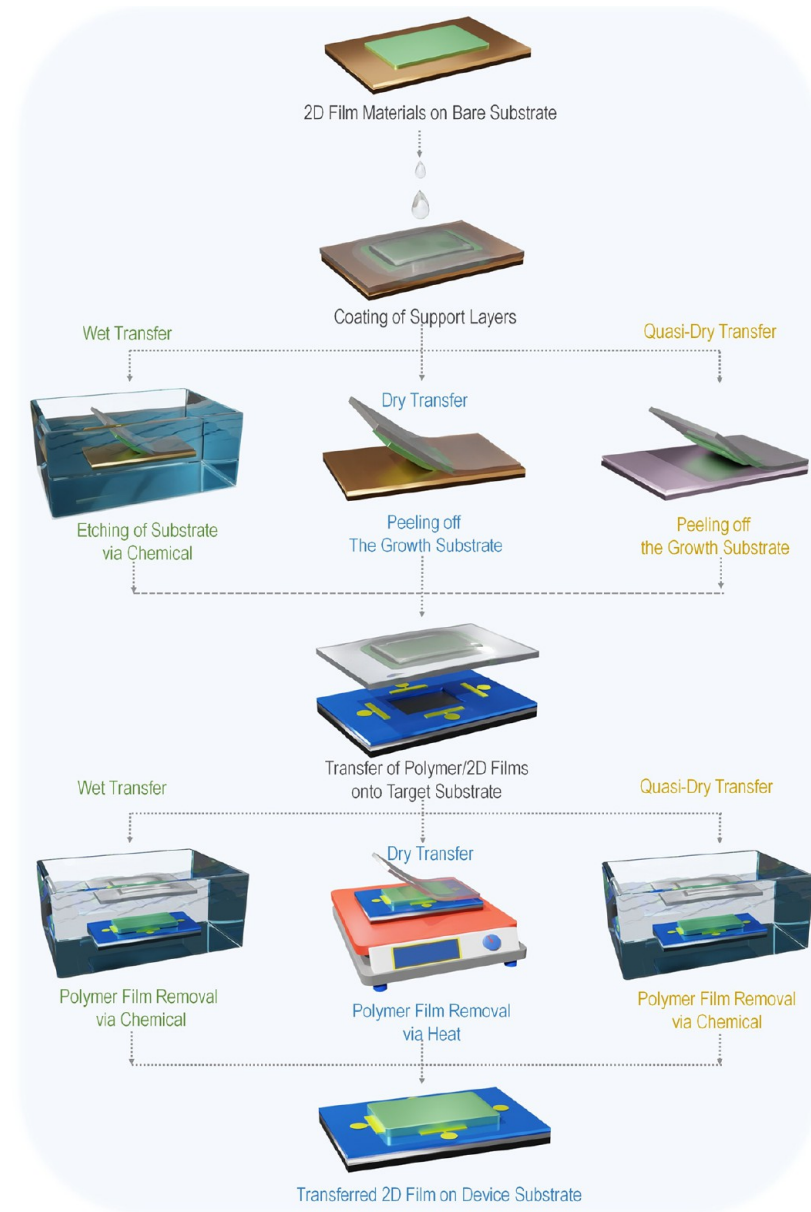 2D Film Materials on Bare Substrate
Coating of Support Layers
Wet Transfer
Quasi-Dry Transfer
Dry Transfer
Etching of Substrate
via Chemical
Peeling off
The Growth Substrate
Peeling off
the Growth Substrate
Transfer of Polymer/2D Films
onto Target Substrate
Wet Transfer
Quasi-Dry Transfer
Dry Transfer
Polymer Film Removal
via Chemical
Polymer Film Removal
via Heat
Polymer Film Removal
via Chemical
Transferred 2D Film on Device Substrate